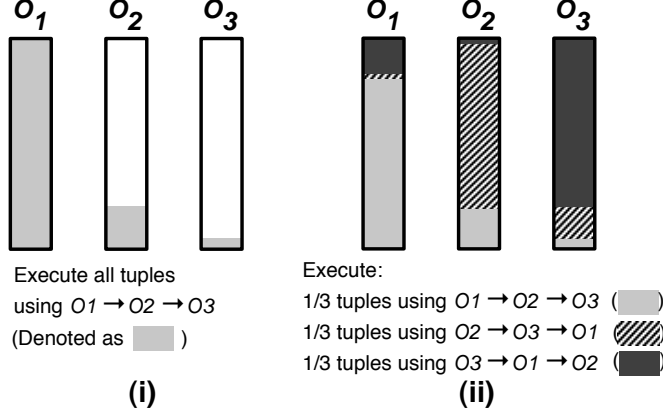 O1 O2 O3
O1 O2 O3
Execute all tuples
using O1 → O2 → O3
(Denoted as )
(i)
Execute:
1/3 tuples using O1 → O2 → O3 ( )
1/3 tuples using O2 → O3 → O1 ( )
1/3 tuples using O3 → O1 → O2 ( )
(ii)